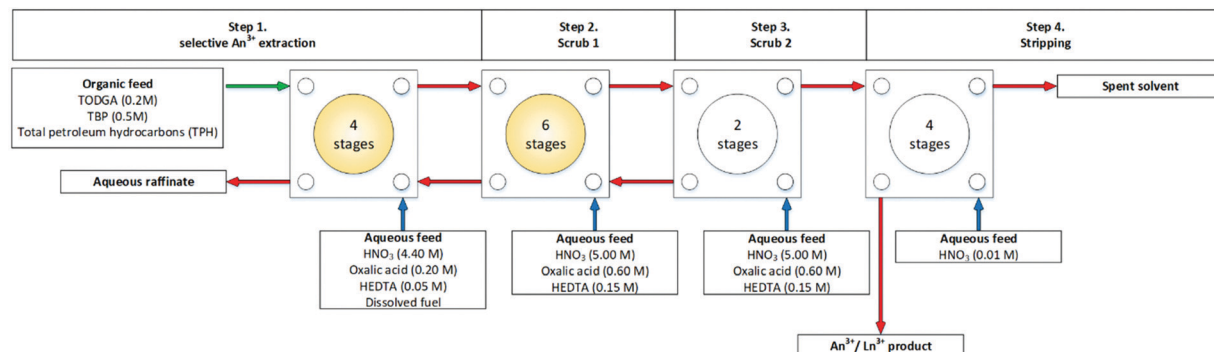 Step 1.
selective An³⁺ extraction
Step 2.
Scrub 1
Step 3.
Scrub 2
Step 4.
Stripping
Organic feed
TODGA (0.2M)
TBP (0.5M)
Total petroleum hydrocarbons (TPH)
4
stages
6
stages
2
stages
4
stages
Spent solvent
Aqueous raffinate
Aqueous feed
HNO₃ (4.40 M)
Oxalic acid (0.20 M)
HEDTA (0.05 M)
Dissolved fuel
Aqueous feed
HNO₃ (5.00 M)
Oxalic acid (0.60 M)
HEDTA (0.15 M)
Aqueous feed
HNO₃ (5.00 M)
Oxalic acid (0.60 M)
HEDTA (0.15 M)
Aqueous feed
HNO₃ (0.01 M)
An³⁺/ Ln³⁺ product